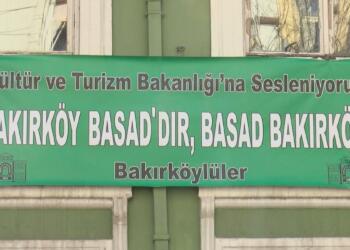 ültür ve Turizm Bakanlığı'na Sesleniyoru
AKIRKÖY BASAD'DIR, BASAD BAKIRKÖ
Bakırköylüler